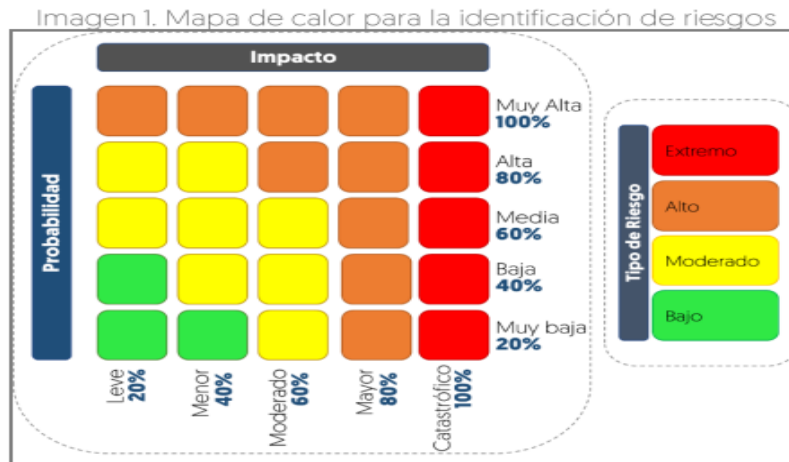 Imagen 1. Mapa de calor para la identificación de riesgos
Impacto
Probabilidad
Muy Alta
100%
Alta
80%
Media
60%
Baja
40%
Muy baja
20%
Leve
20%
Menor
40%
Moderado
60%
Mayor
80%
Catastrófico
100%
Tipo de Riesgo
Extremo
Alto
Moderado
Bajo